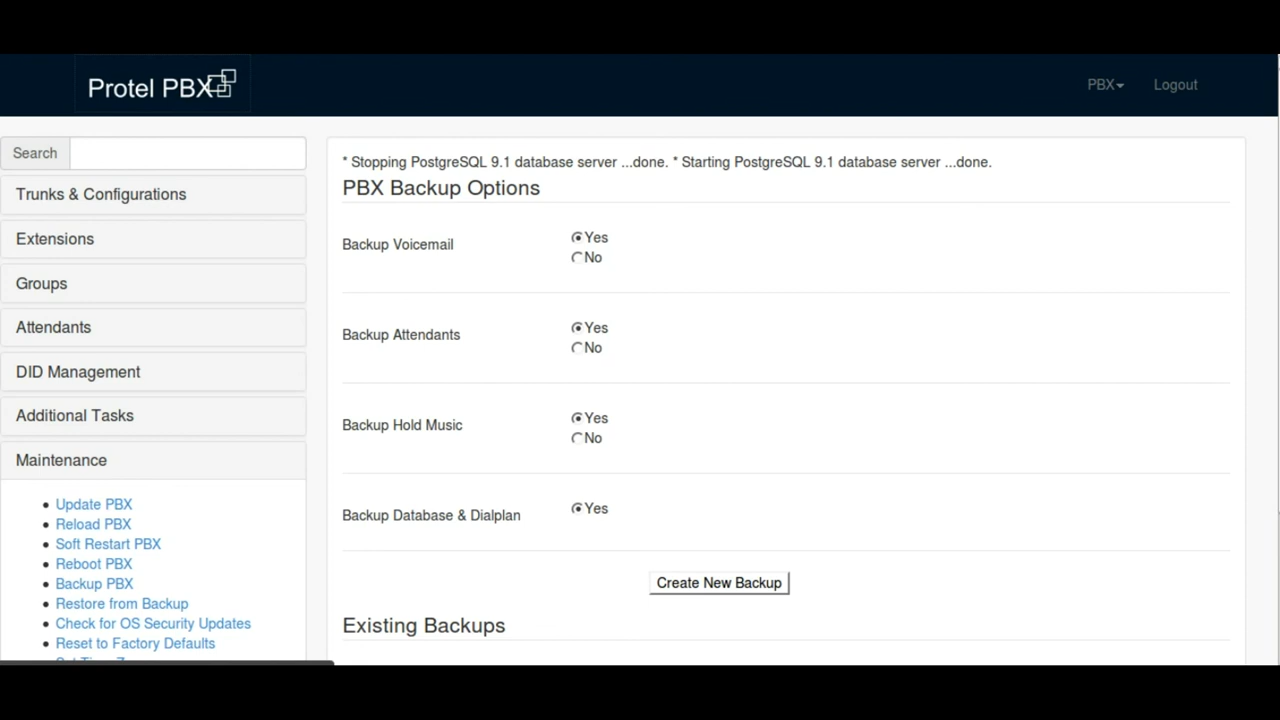 Protel PBX
PBX
Logout
Search
Trunks & Configurations
Extensions
Groups
Attendants
DID Management
Additional Tasks
Maintenance
Update PBX
Reload PBX
Soft Restart PBX
Reboot PBX
Backup PBX
Restore from Backup
Check for OS Security Updates
Reset to Factory Defaults
* Stopping PostgreSQL 9.1 database server ...done. * Starting PostgreSQL 9.1 database server ...done.
PBX Backup Options
Backup Voicemail
Yes
No
Backup Attendants
Yes
No
Backup Hold Music
Yes
No
Backup Database & Dialplan
Yes
Create New Backup
Existing Backups